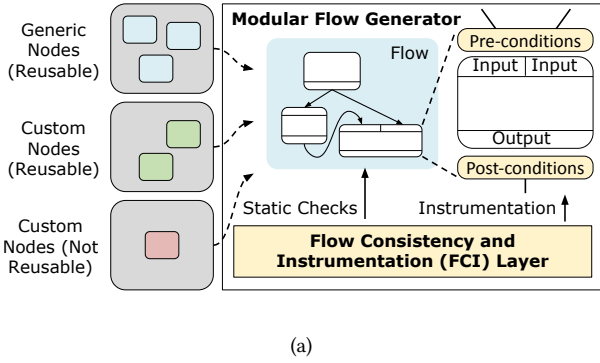 Generic
Nodes
(Reusable)
Custom
Nodes
(Reusable)
Custom
Nodes (Not
Reusable)
Modular Flow Generator
Flow
Pre-conditions
Input Input
Output
Post-conditions
Static Checks
Instrumentation
Flow Consistency and
Instrumentation (FCI) Layer
(a)